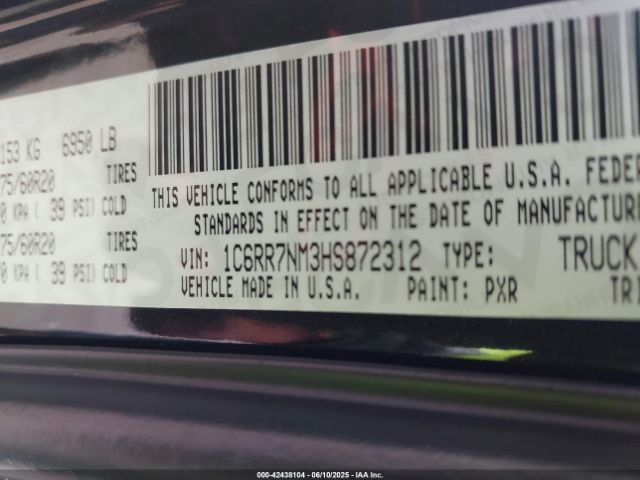 153 KG 6950 LB
75/60R20 TIRES
KPA ( 39 PSI) COLD
75/60R20 TIRES
KPA ( 39 PSI) COLD
THIS VEHICLE CONFORMS TO ALL APPLICABLE U.S.A. FEDER
STANDARDS IN EFFECT ON THE DATE OF MANUFACTURE
VIN: 1C6RR7NM3HS872312 TYPE: TRUCK
VEHICLE MADE IN U.S.A. PAINT: PXR TRI
000-42438104 - 06/10/2025 - IAA Inc.